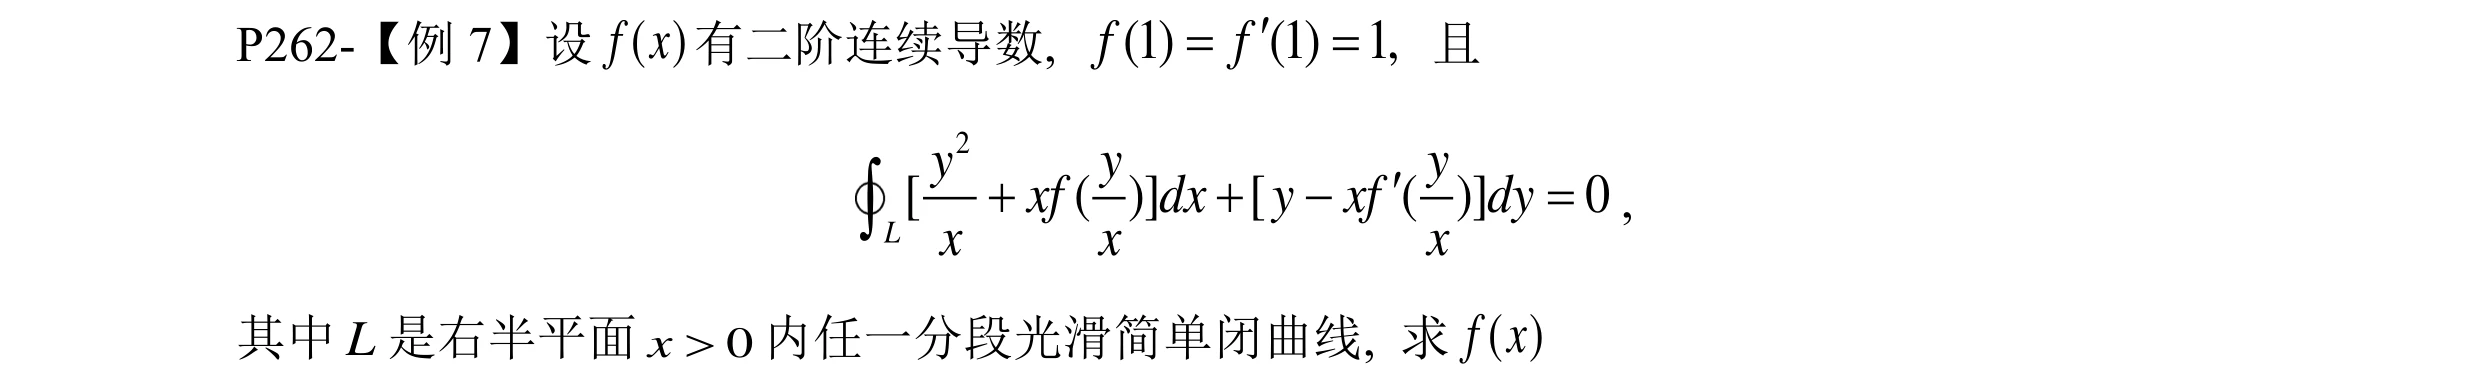 P262-【例 7】设 f(x) 有二阶连续导数, f(1) = f′(1) = 1, 且
∮_L [y²/x + xf(y/x)]dx + [y − xf′(y/x)]dy = 0,
其中 L 是右半平面 x > 0 内任一分段光滑简单闭曲线, 求 f(x)